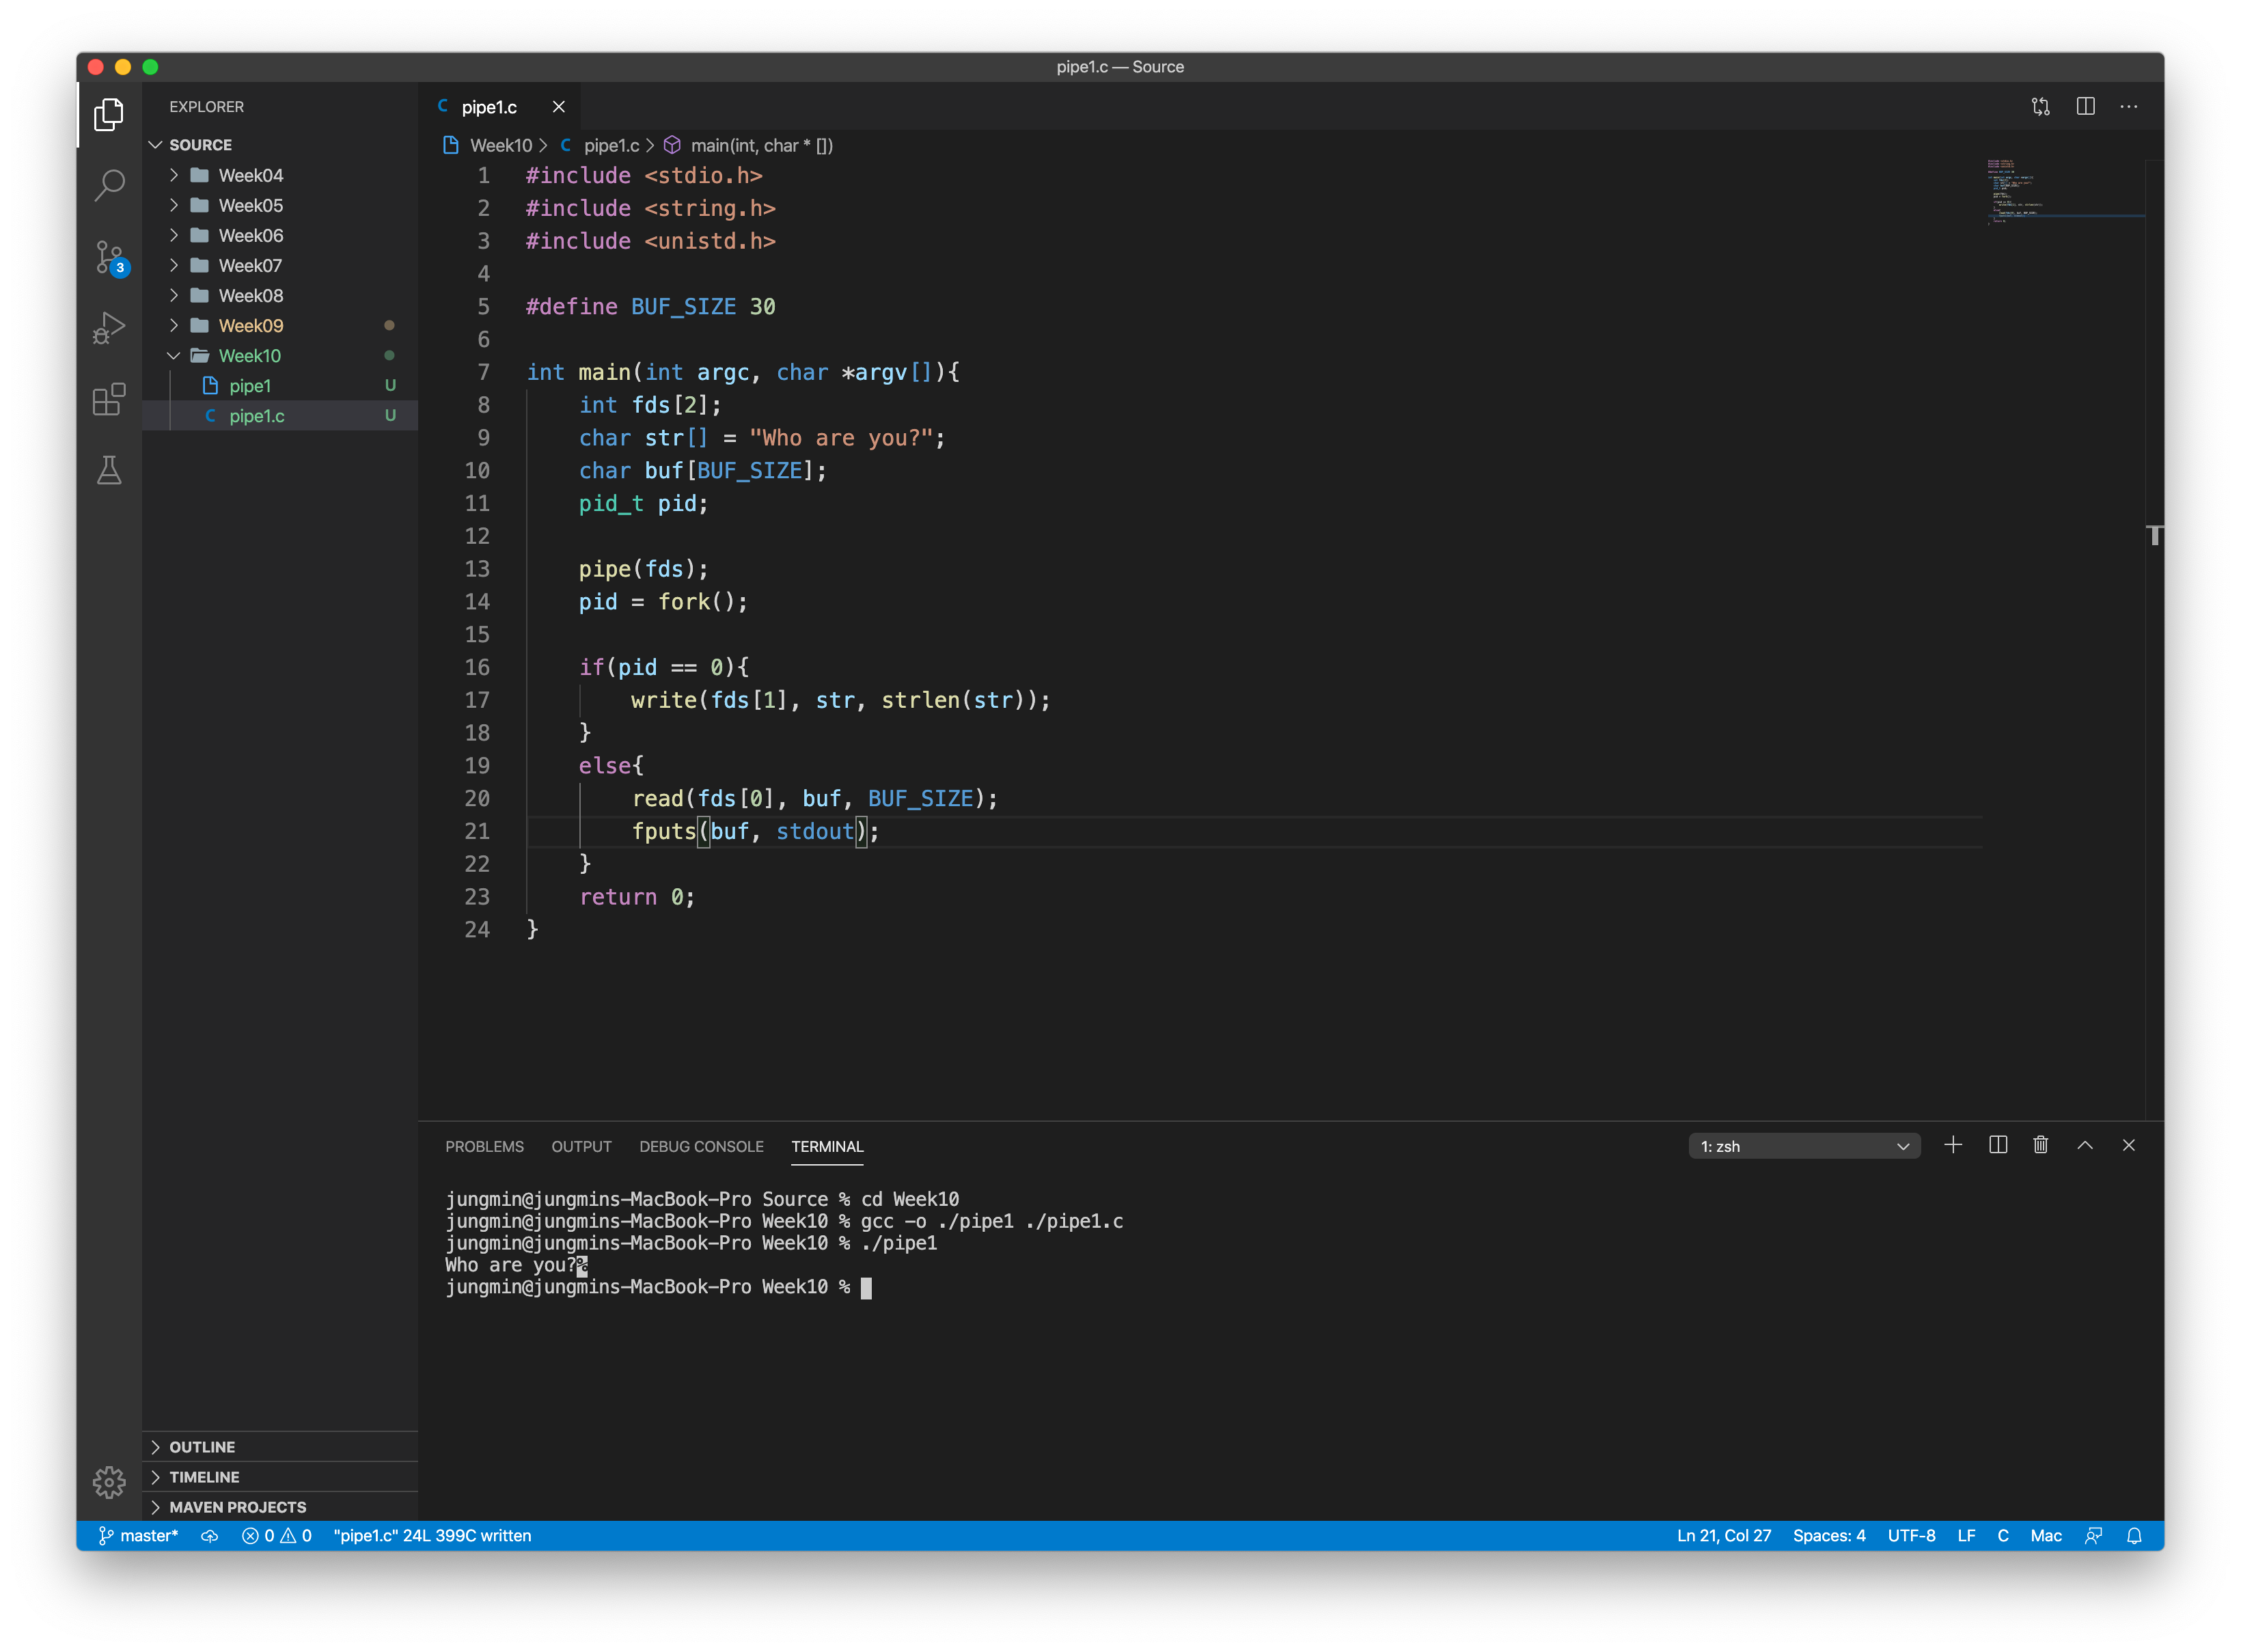 pipe1.c — Source
EXPLORER
SOURCE
Week04
Week05
Week06
Week07
Week08
Week09
Week10
pipe1 U
pipe1.c U
3
OUTLINE
TIMELINE
MAVEN PROJECTS
C pipe1.c
Week10 > C pipe1.c > main(int, char * [])
1 #include <stdio.h>
2 #include <string.h>
3 #include <unistd.h>
4
5 #define BUF_SIZE 30
6
7 int main(int argc, char *argv[]){
8     int fds[2];
9     char str[] = "Who are you?";
10     char buf[BUF_SIZE];
11     pid_t pid;
12
13     pipe(fds);
14     pid = fork();
15
16     if(pid == 0){
17         write(fds[1], str, strlen(str));
18     }
19     else{
20         read(fds[0], buf, BUF_SIZE);
21         fputs(buf, stdout);
22     }
23     return 0;
24 }
PROBLEMS OUTPUT DEBUG CONSOLE TERMINAL 1: zsh
jungmin@jungmins-MacBook-Pro Source % cd Week10
jungmin@jungmins-MacBook-Pro Week10 % gcc -o ./pipe1 ./pipe1.c
jungmin@jungmins-MacBook-Pro Week10 % ./pipe1
Who are you?%
jungmin@jungmins-MacBook-Pro Week10 %
master* 0 0 "pipe1.c" 24L 399C written Ln 21, Col 27 Spaces: 4 UTF-8 LF C Mac